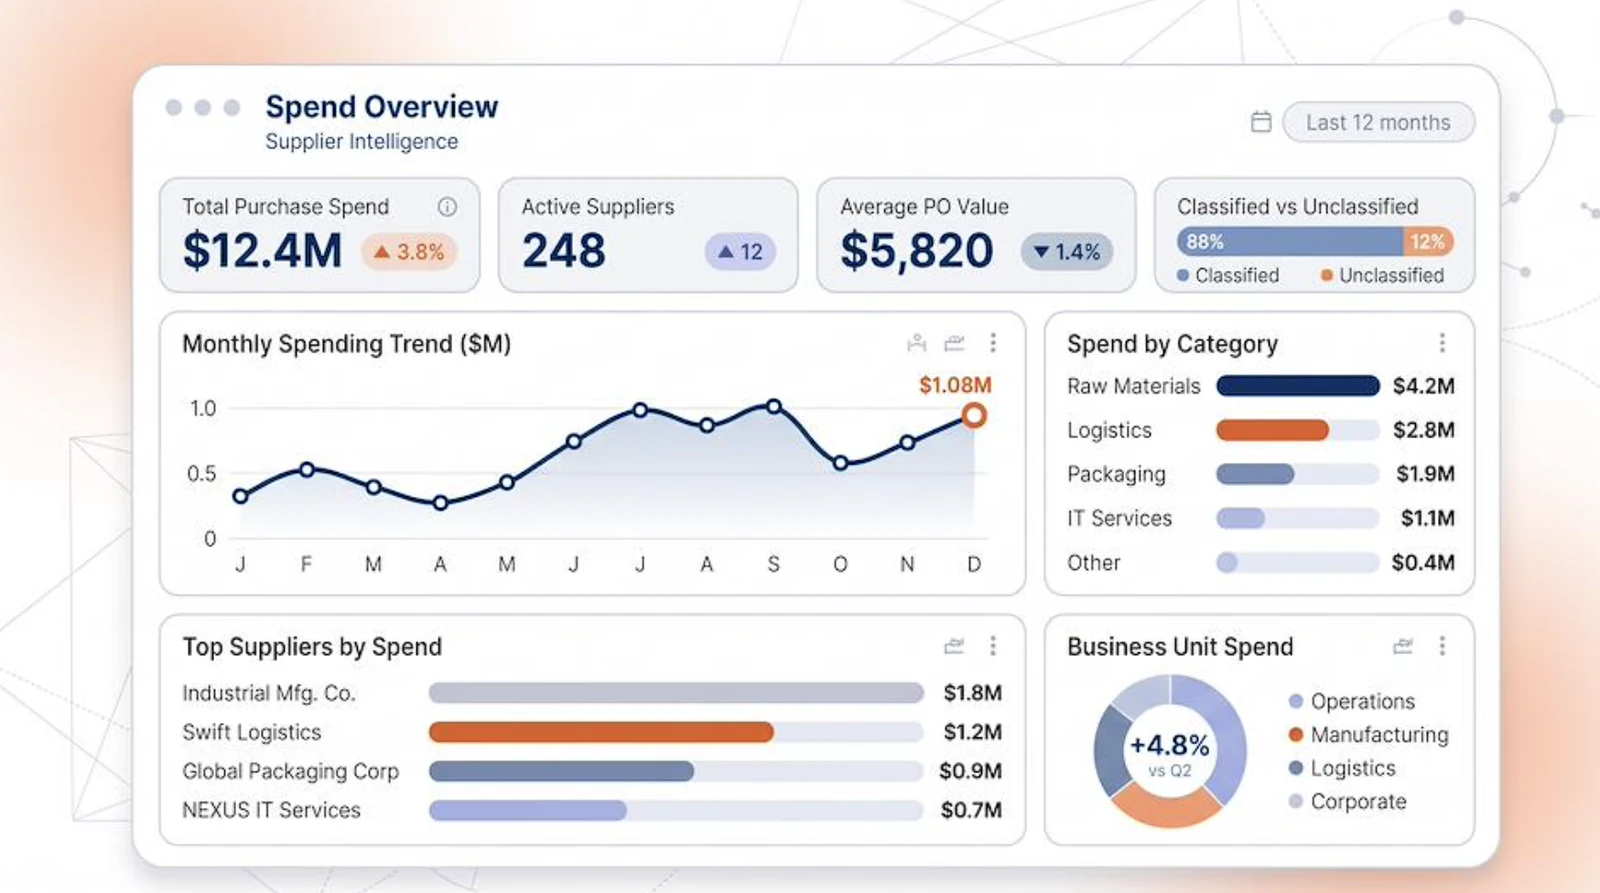 Spend Overview
Supplier Intelligence
Last 12 months
Total Purchase Spend
$12.4M ▲ 3.8%
Active Suppliers
248 ▲ 12
Average PO Value
$5,820 ▼ 1.4%
Classified vs Unclassified
88% 12%
Classified Unclassified
Monthly Spending Trend ($M)
$1.08M
1.0
0.5
0
J F M A M J J A S O N D
Spend by Category
Raw Materials $4.2M
Logistics $2.8M
Packaging $1.9M
IT Services $1.1M
Other $0.4M
Top Suppliers by Spend
Industrial Mfg. Co. $1.8M
Swift Logistics $1.2M
Global Packaging Corp $0.9M
NEXUS IT Services $0.7M
Business Unit Spend
+4.8%
vs Q2
Operations
Manufacturing
Logistics
Corporate